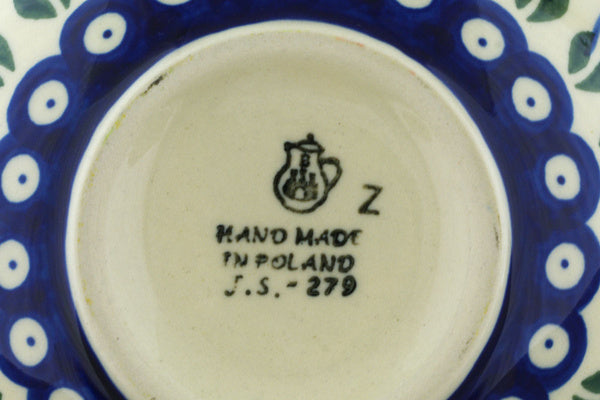 Z
HAND MADE
IN POLAND
J.S.-279